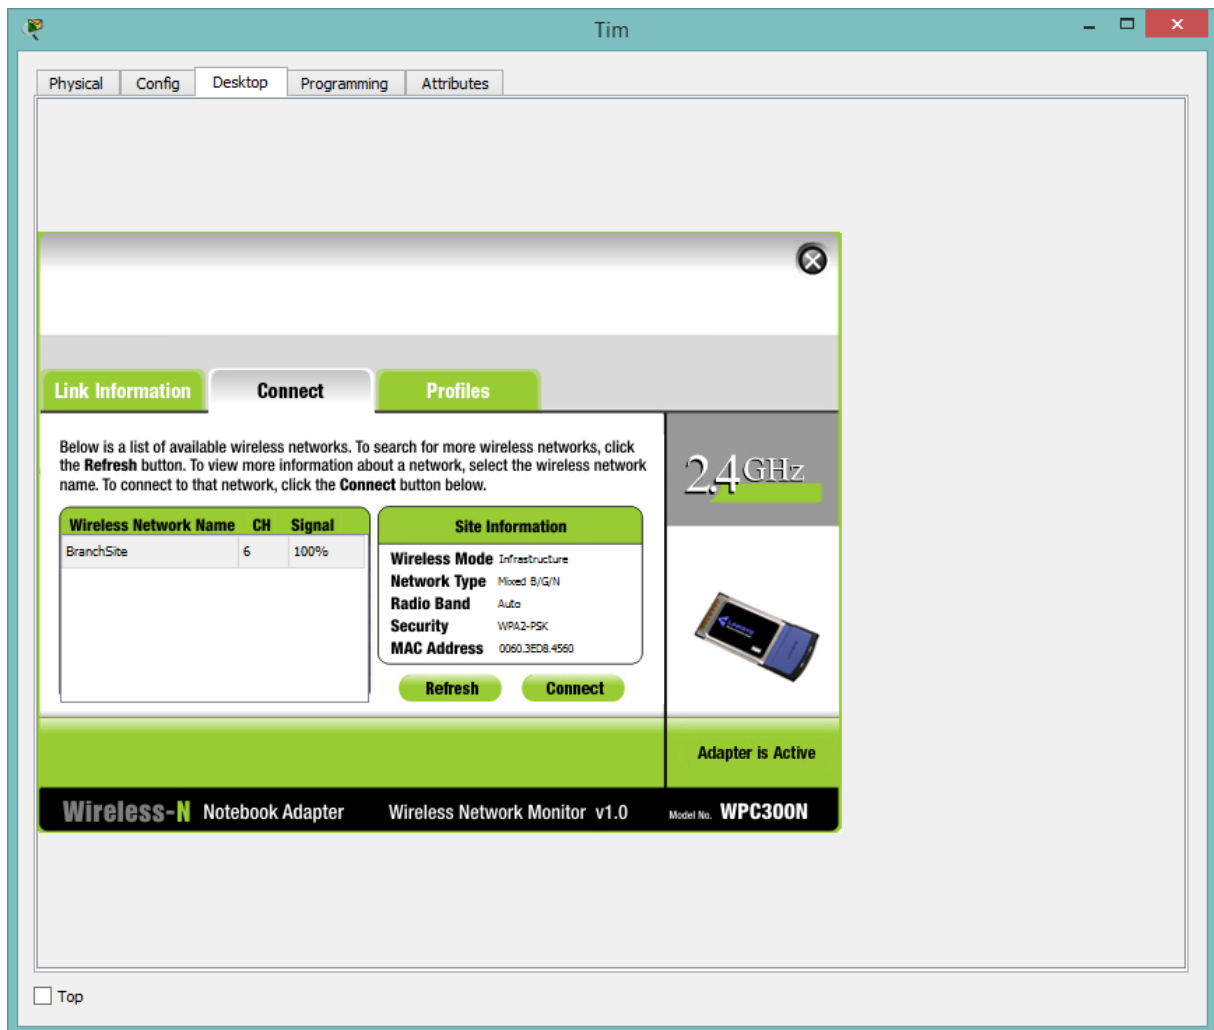 Tim
Physical Config Desktop Programming Attributes
Link Information Connect Profiles
Below is a list of available wireless networks. To search for more wireless networks, click
the Refresh button. To view more information about a network, select the wireless network
name. To connect to that network, click the Connect button below.
2.4 GHz
Wireless Network Name CH Signal
BranchSite 6 100%
Site Information
Wireless Mode Infrastructure
Network Type Mixed B/G/N
Radio Band Auto
Security WPA2-PSK
MAC Address 0060.3ED8.4560
Refresh Connect
Adapter is Active
Wireless-N Notebook Adapter Wireless Network Monitor v1.0 Model No. WPC300N
Top